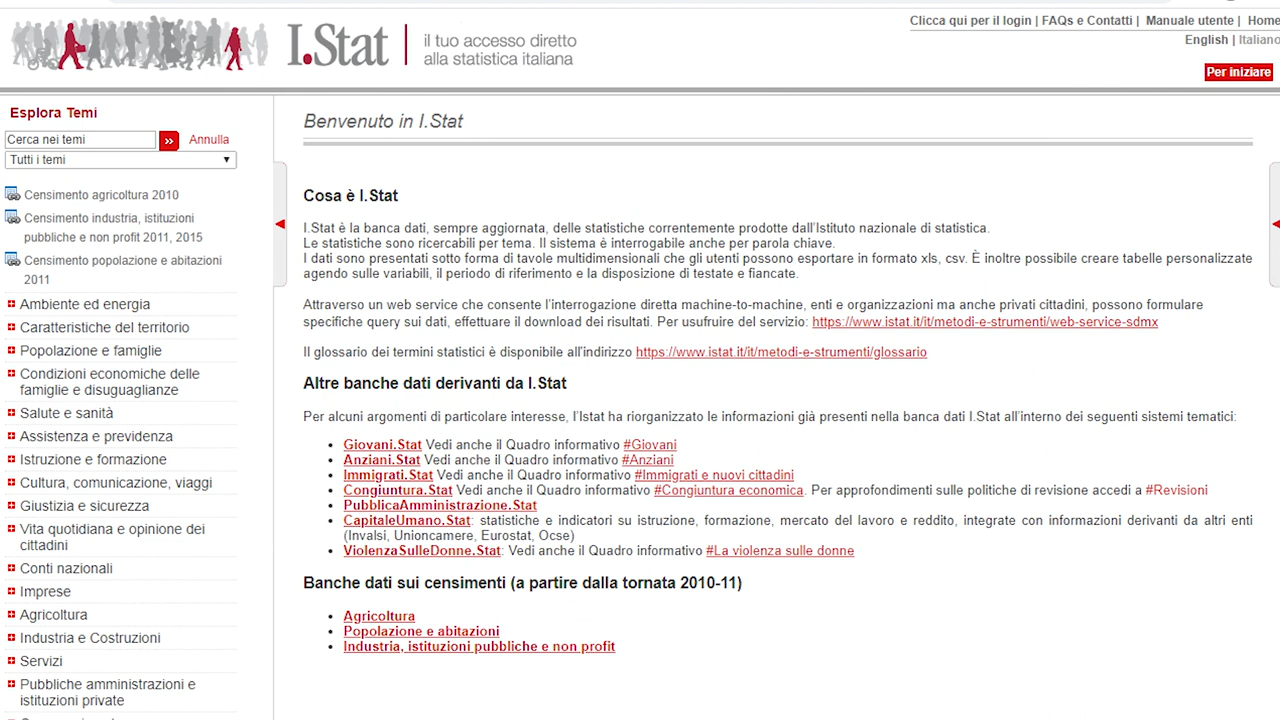 Clicca qui per il login | FAQs e Contatti | Manuale utente | Home
English | Italiano
Per iniziare
I.Stat
il tuo accesso diretto
alla statistica italiana
Esplora Temi
Cerca nei temi
Annulla
Tutti i temi
Censimento agricoltura 2010
Censimento industria, istituzioni
pubbliche e non profit 2011, 2015
Censimento popolazione e abitazioni
2011
Ambiente ed energia
Caratteristiche del territorio
Popolazione e famiglie
Condizioni economiche delle
famiglie e disuguaglianze
Salute e sanità
Assistenza e previdenza
Istruzione e formazione
Cultura, comunicazione, viaggi
Giustizia e sicurezza
Vita quotidiana e opinione dei
cittadini
Conti nazionali
Imprese
Agricoltura
Industria e Costruzioni
Servizi
Pubbliche amministrazioni e
istituzioni private
Benvenuto in I.Stat
Cosa è I.Stat
I.Stat è la banca dati, sempre aggiornata, delle statistiche correntemente prodotte dall'Istituto nazionale di statistica.
Le statistiche sono ricercabili per tema. Il sistema è interrogabile anche per parola chiave.
I dati sono presentati sotto forma di tavole multidimensionali che gli utenti possono esportare in formato xls, csv. È inoltre possibile creare tabelle personalizzate
agendo sulle variabili, il periodo di riferimento e la disposizione di testate e fiancate.
Attraverso un web service che consente l'interrogazione diretta machine-to-machine, enti e organizzazioni ma anche privati cittadini, possono formulare
specifiche query sui dati, effettuare il download dei risultati. Per usufruire del servizio: https://www.istat.it/it/metodi-e-strumenti/web-service-sdmx
Il glossario dei termini statistici è disponibile all'indirizzo https://www.istat.it/it/metodi-e-strumenti/glossario
Altre banche dati derivanti da I.Stat
Per alcuni argomenti di particolare interesse, l'Istat ha riorganizzato le informazioni già presenti nella banca dati I.Stat all'interno dei seguenti sistemi tematici:
Giovani.Stat Vedi anche il Quadro informativo #Giovani
Anziani.Stat Vedi anche il Quadro informativo #Anziani
Immigrati.Stat Vedi anche il Quadro informativo #Immigrati e nuovi cittadini
Congiuntura.Stat Vedi anche il Quadro informativo #Congiuntura economica. Per approfondimenti sulle politiche di revisione accedi a #Revisioni
PubblicaAmministrazione.Stat
CapitaleUmano.Stat: statistiche e indicatori su istruzione, formazione, mercato del lavoro e reddito, integrate con informazioni derivanti da altri enti
(Invalsi, Unioncamere, Eurostat, Ocse)
ViolenzaSulleDonne.Stat: Vedi anche il Quadro informativo #La violenza sulle donne
Banche dati sui censimenti (a partire dalla tornata 2010-11)
Agricoltura
Popolazione e abitazioni
Industria, istituzioni pubbliche e non profit